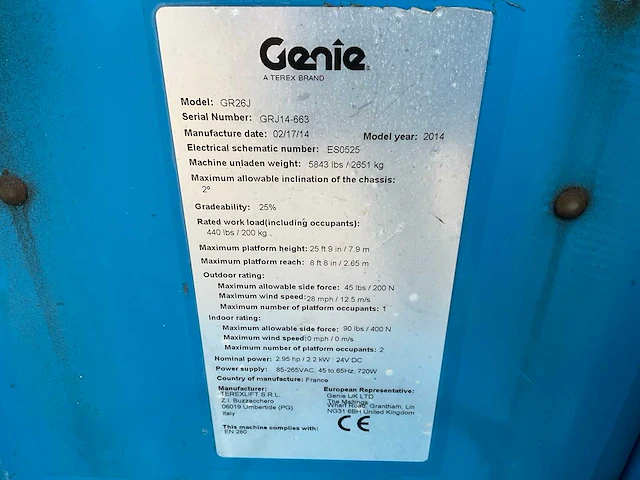 Genie
A TEREX BRAND
Model: GR26J
Serial Number: GRJ14-663
Manufacture date: 02/17/14 Model year: 2014
Electrical schematic number: ES0525
Machine unladen weight: 5843 lbs / 2651 kg
Maximum allowable inclination of the chassis:
2°
Gradeability: 25%
Rated work load(including occupants):
440 lbs / 200 kg .
Maximum platform height: 25 ft 9 in / 7.9 m
Maximum platform reach: 8 ft 8 in / 2.65 m
Outdoor rating:
Maximum allowable side force: 45 lbs / 200 N
Maximum wind speed: 28 mph / 12.5 m/s
Maximum number of platform occupants: 1
Indoor rating:
Maximum allowable side force: 90 lbs / 400 N
Maximum wind speed:0 mph / 0 m/s
Maximum number of platform occupants: 2
Nominal power: 2.95 hp / 2.2 kW : 24V DC
Power supply: 85-265VAC, 45 to 65Hz, 720W
Country of manufacture: France
Manufacturer: European Representative:
TEREXLIFT S.R.L. Genie UK LTD
Z.I. Buzzacchero The Maltings
06019 Umbertide (PG) Wharf Road, Grantham, Lin
Italy NG31 6BH United Kingdom
This machine complies with: CE
EN 280